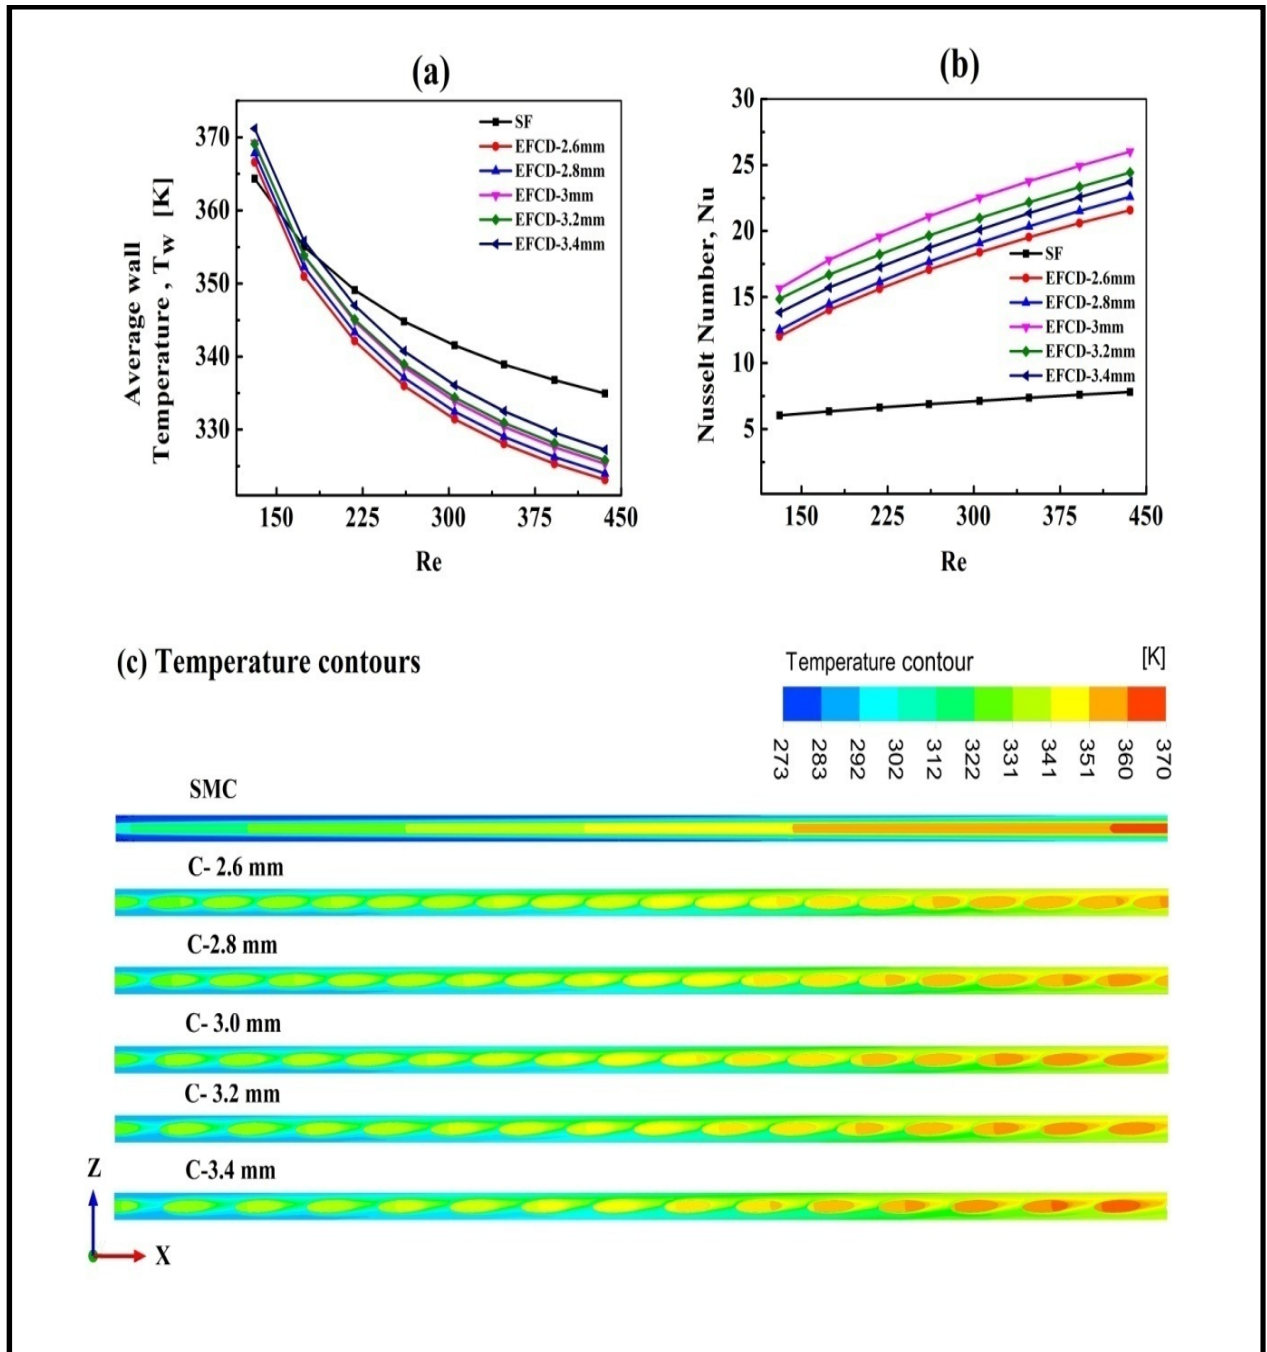 (a)
370
360
350
340
330
Average wall
Temperature , Tw [K]
SF
EFCD-2.6mm
EFCD-2.8mm
EFCD-3mm
EFCD-3.2mm
EFCD-3.4mm
150 225 300 375 450
Re
(b)
30
25
20
15
10
5
Nusselt Number, Nu
SF
EFCD-2.6mm
EFCD-2.8mm
EFCD-3mm
EFCD-3.2mm
EFCD-3.4mm
150 225 300 375 450
Re
(c) Temperature contours
Temperature contour [K]
273 283 292 302 312 322 331 341 351 360 370
SMC
C- 2.6 mm
C-2.8 mm
C- 3.0 mm
C- 3.2 mm
C-3.4 mm
Z
X